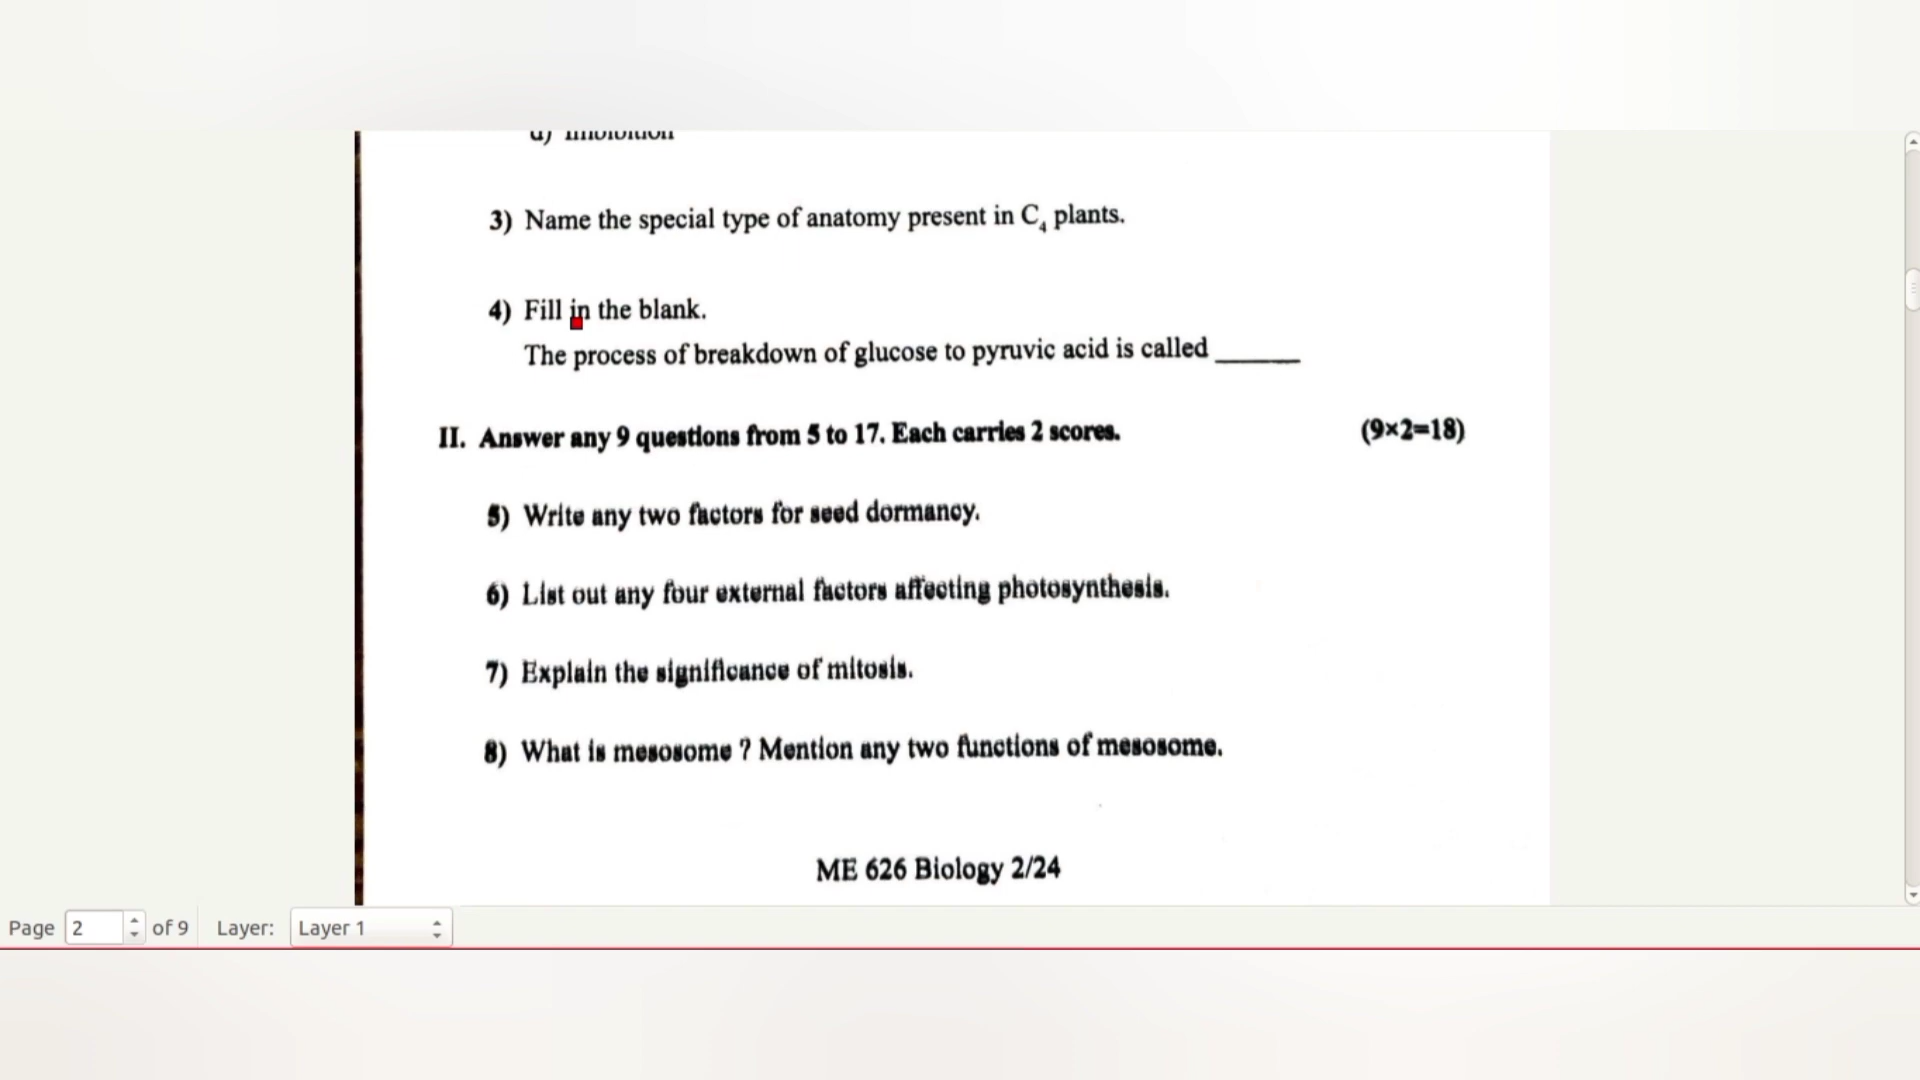 d) Imbibition
3) Name the special type of anatomy present in C₄ plants.
4) Fill in the blank.
The process of breakdown of glucose to pyruvic acid is called ______
II. Answer any 9 questions from 5 to 17. Each carries 2 scores. (9×2=18)
5) Write any two factors for seed dormancy.
6) List out any four external factors affecting photosynthesis.
7) Explain the significance of mitosis.
8) What is mesosome ? Mention any two functions of mesosome.
ME 626 Biology 2/24
Page 2 of 9 Layer: Layer 1